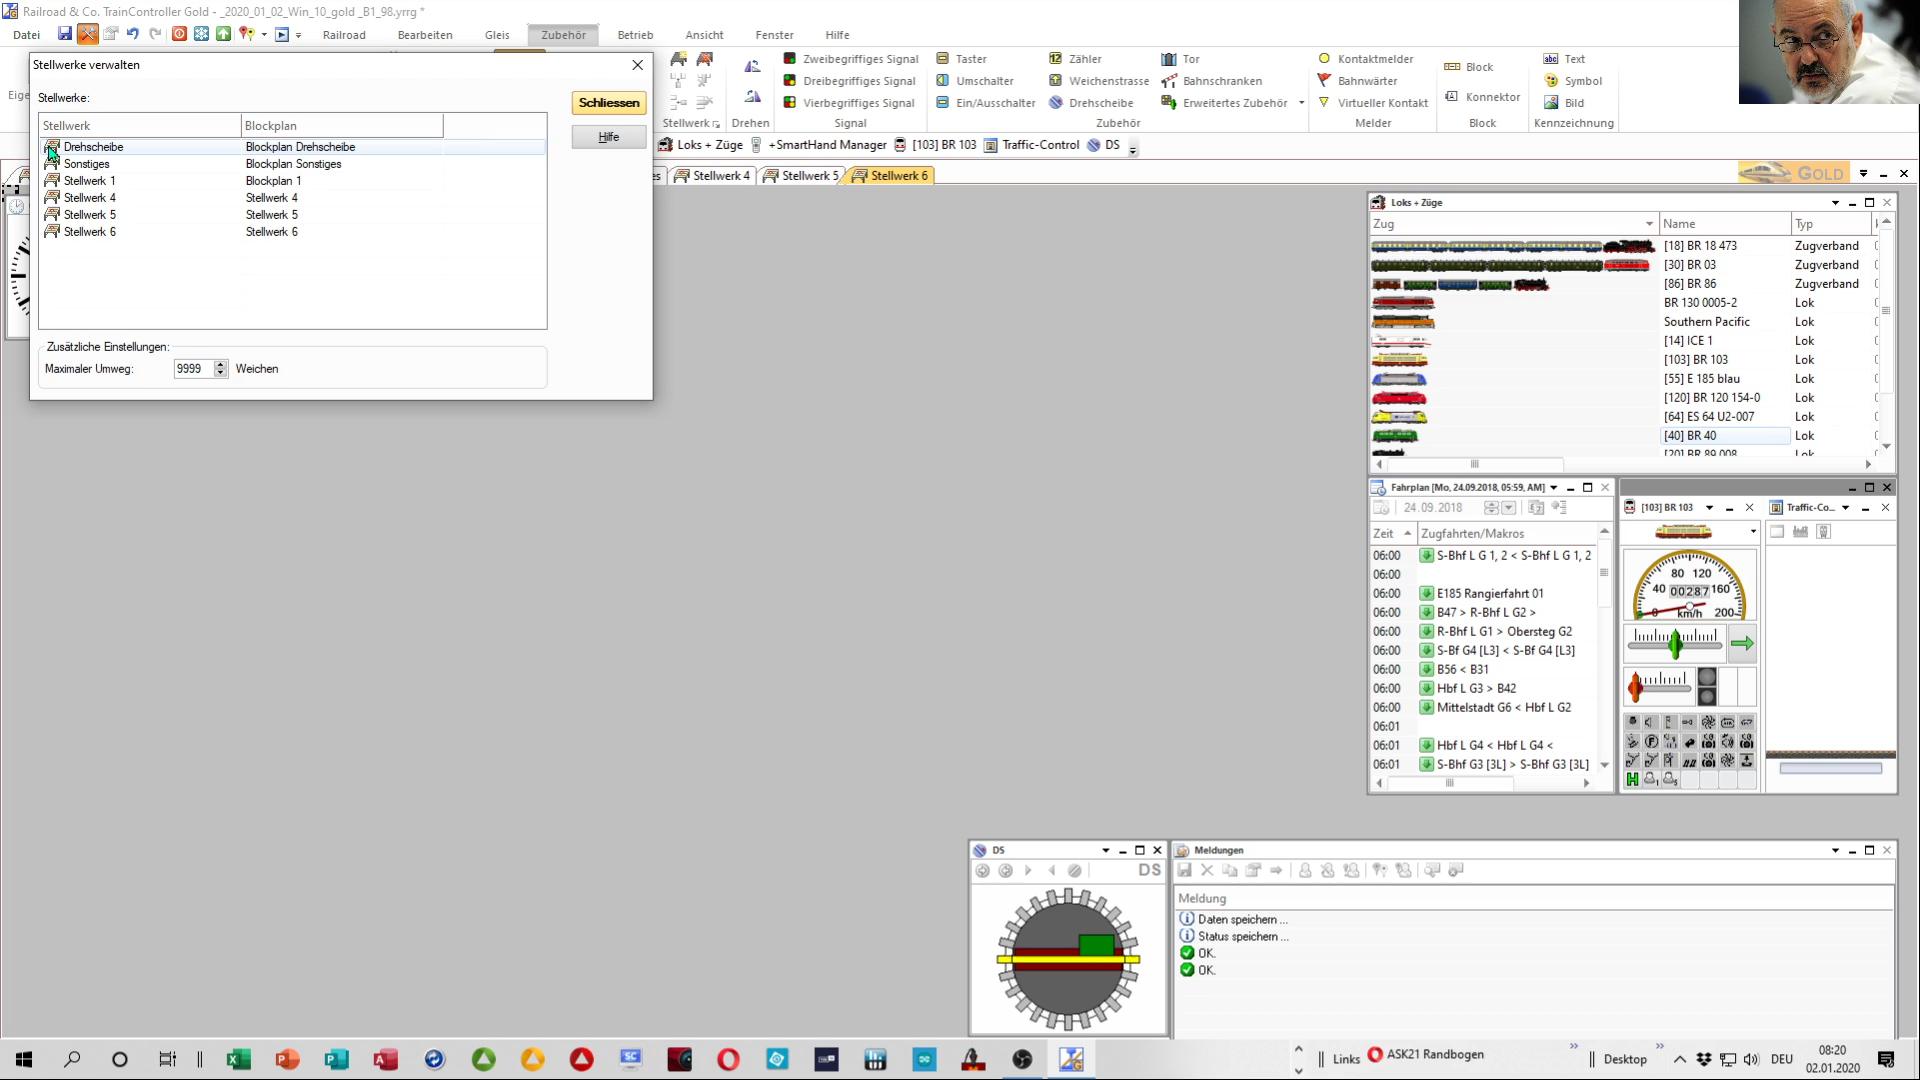 Railroad & Co. TrainController Gold - _2020_01_02_Win_10_gold _B1_98.yrrg *
Datei Railroad Bearbeiten Gleis Zubehör Betrieb Ansicht Fenster Hilfe
Stellwerke verwalten
Stellwerke:
Stellwerk Blockplan
Drehscheibe Blockplan Drehscheibe
Sonstiges Blockplan Sonstiges
Stellwerk 1 Blockplan 1
Stellwerk 4 Stellwerk 4
Stellwerk 5 Stellwerk 5
Stellwerk 6 Stellwerk 6
Schliessen
Hilfe
Zusätzliche Einstellungen:
Maximaler Umweg: 9999 Weichen
Eige
Zweibegriffiges Signal Taster Zähler Tor Kontaktmelder Block abc Text
Dreibegriffiges Signal Umschalter Weichenstrasse Bahnschranken Bahnwärter Symbol
Vierbegriffiges Signal Ein/Ausschalter Drehscheibe Erweitertes Zubehör Virtueller Kontakt Konnektor Bild
Stellwerk Drehen Signal Zubehör Melder Block Kennzeichnung
Loks + Züge +SmartHand Manager [103] BR 103 Traffic-Control DS
es Stellwerk 4 Stellwerk 5 Stellwerk 6
GOLD
Loks + Züge
Zug Name Typ
[18] BR 18 473 Zugverband
[30] BR 03 Zugverband
[86] BR 86 Zugverband
BR 130 0005-2 Lok
Southern Pacific Lok
[14] ICE 1 Lok
[103] BR 103 Lok
[55] E 185 blau Lok
[120] BR 120 154-0 Lok
[64] ES 64 U2-007 Lok
[40] BR 40 Lok
[20] BR 89 008 Lok
Fahrplan [Mo, 24.09.2018, 05:59, AM]
24.09.2018
Zeit Zugfahrten/Makros
06:00 S-Bhf L G 1, 2 < S-Bhf L G 1, 2
06:00
06:00 E185 Rangierfahrt 01
06:00 B47 > R-Bhf L G2 >
06:00 R-Bhf L G1 > Obersteg G2
06:00 S-Bf G4 [L3] < S-Bf G4 [L3]
06:00 B56 < B31
06:00 Hbf L G3 > B42
06:00 Mittelstadt G6 < Hbf L G2
06:01
06:01 Hbf L G4 < Hbf L G4 <
06:01 S-Bhf G3 [3L] > S-Bhf G3 [3L]
[103] BR 103
Traffic-Co...
80 120
40 00287 160
0 km/h 200
DS
DS
Meldungen
Meldung
Daten speichern ...
Status speichern ...
OK.
OK.
Links ASK21 Randbogen Desktop DEU
08:20
02.01.2020